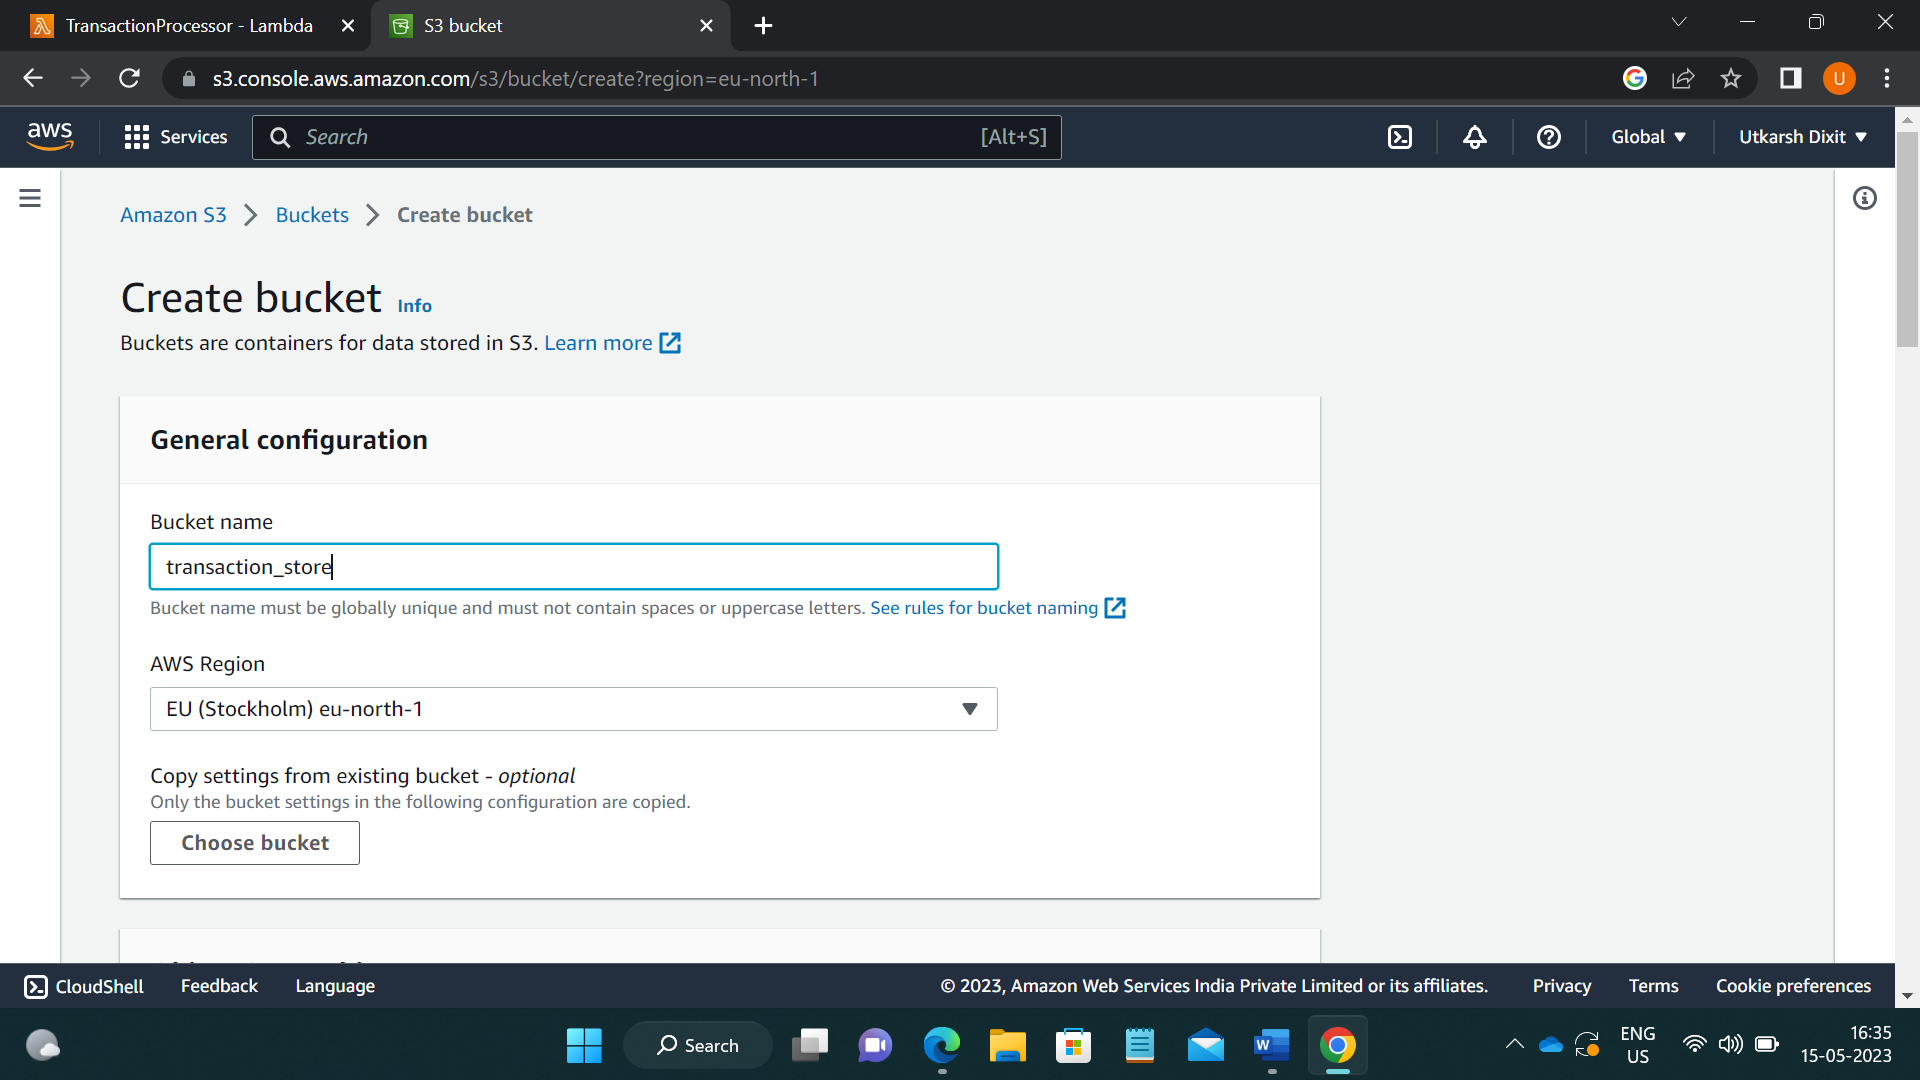 TransactionProcessor - Lambda
S3 bucket
s3.console.aws.amazon.com/s3/bucket/create?region=eu-north-1
U
aws
Services
Search
[Alt+S]
Global
Utkarsh Dixit
Amazon S3
Buckets
Create bucket
Create bucket Info
Buckets are containers for data stored in S3. Learn more
General configuration
Bucket name
transaction_store
Bucket name must be globally unique and must not contain spaces or uppercase letters. See rules for bucket naming
AWS Region
EU (Stockholm) eu-north-1
Copy settings from existing bucket - optional
Only the bucket settings in the following configuration are copied.
Choose bucket
CloudShell
Feedback
Language
© 2023, Amazon Web Services India Private Limited or its affiliates.
Privacy
Terms
Cookie preferences
Search
W
ENG
US
16:35
15-05-2023